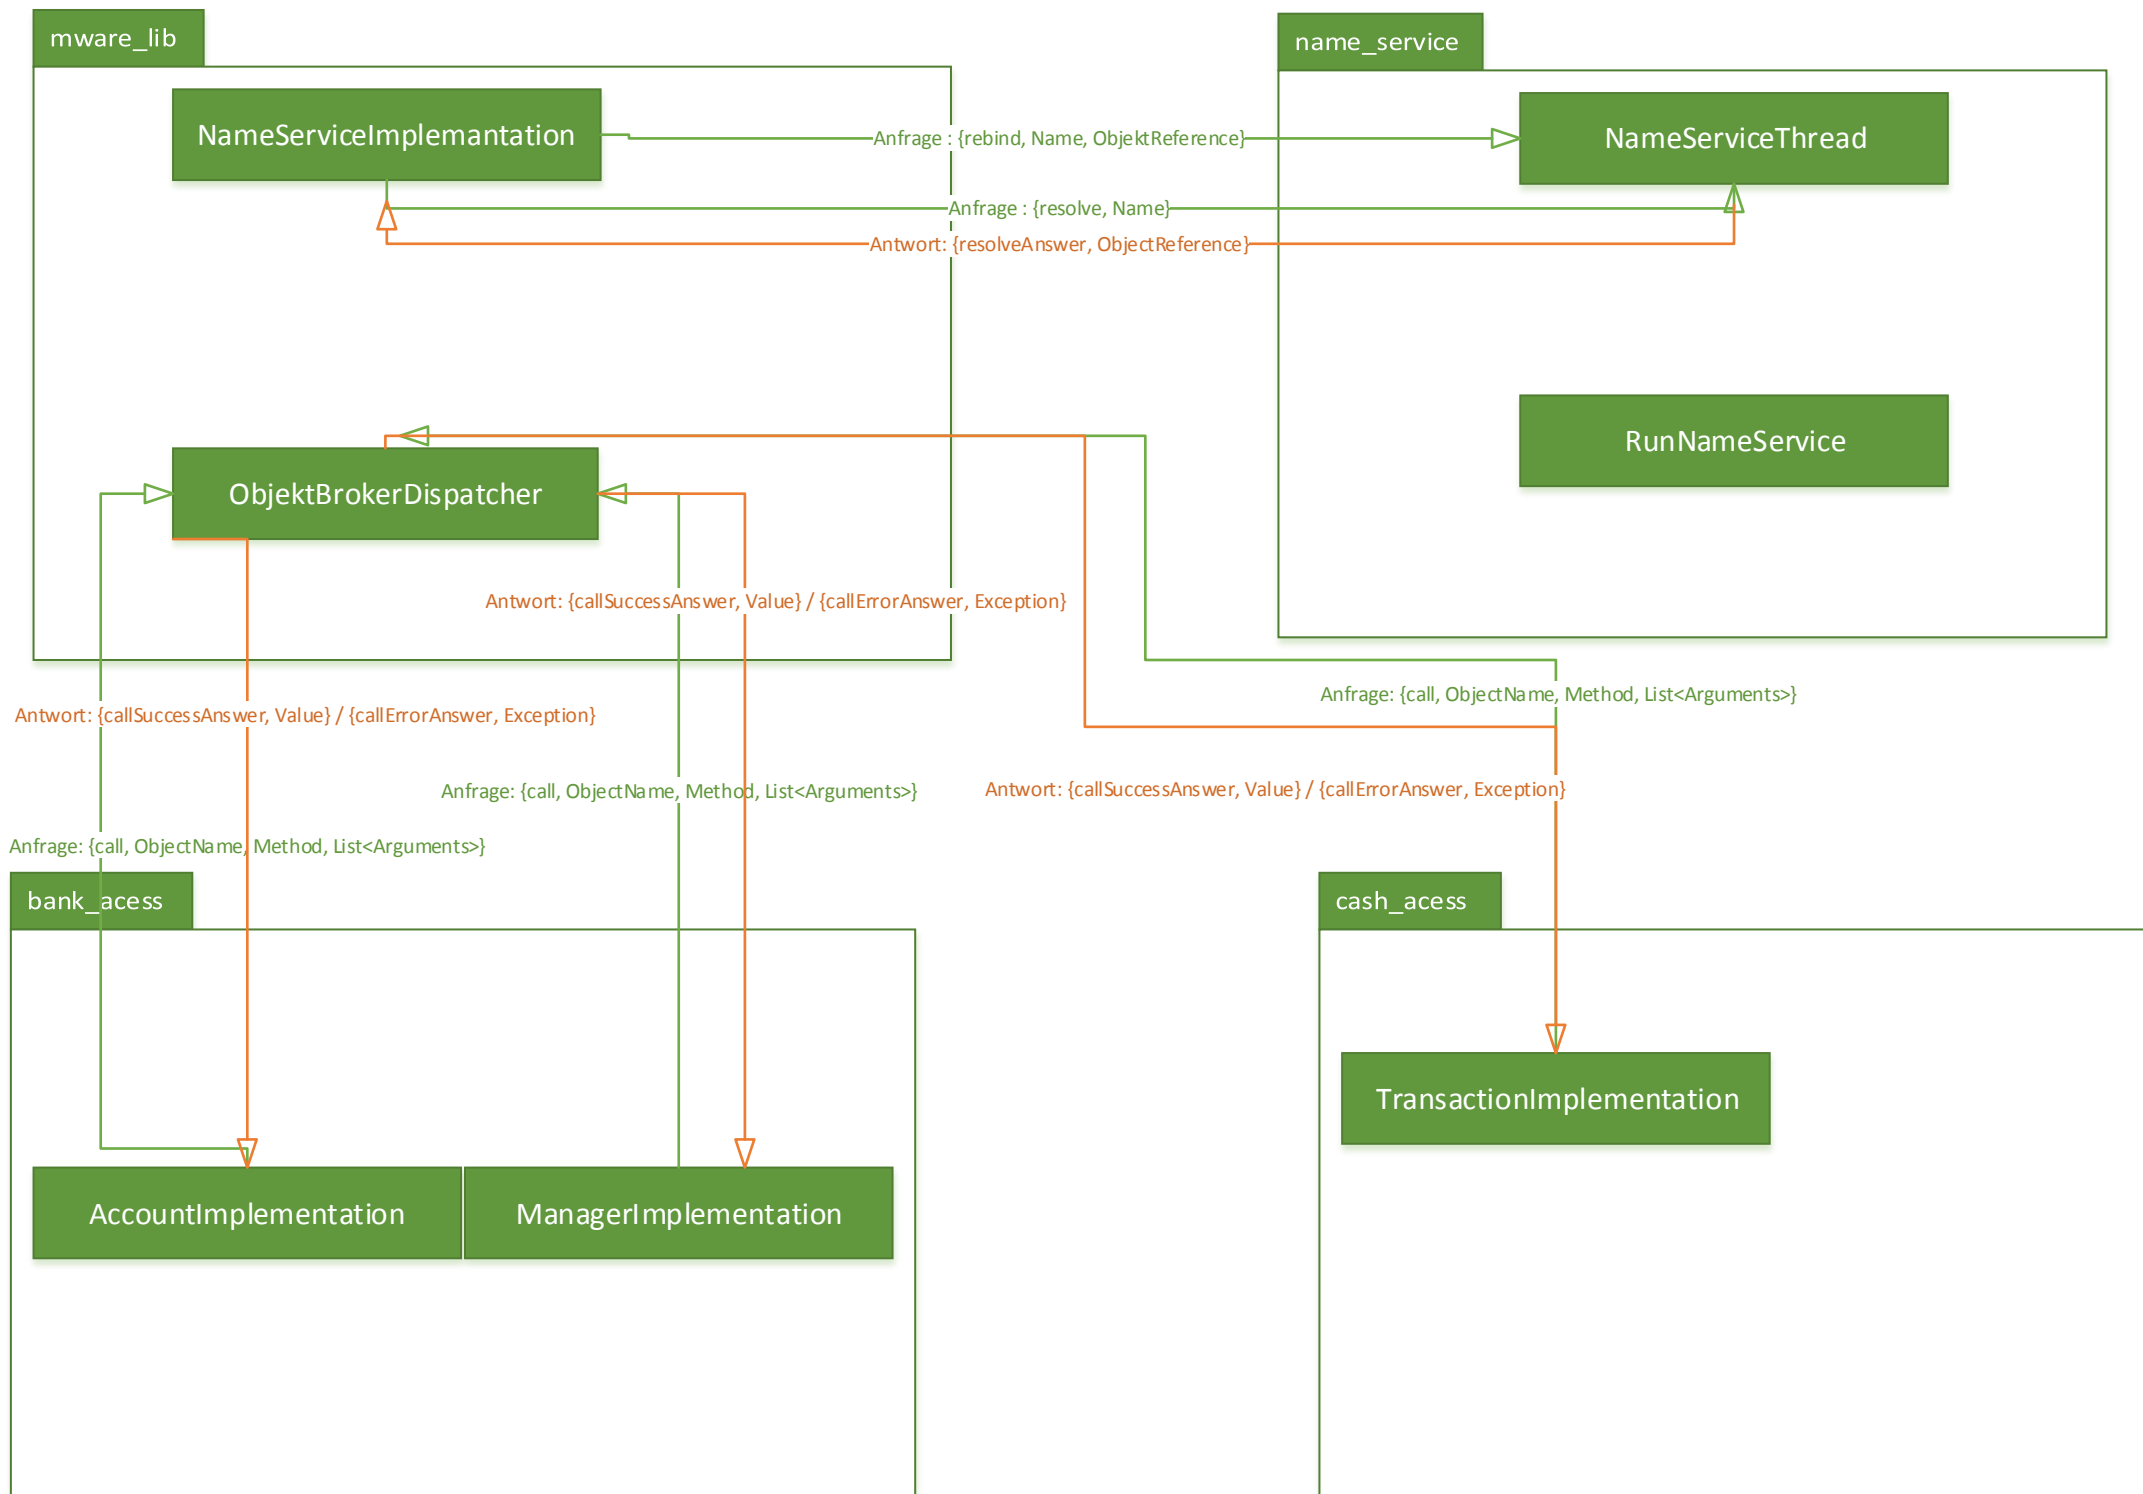 mware_lib
name_service
NameServiceImplemantation
NameServiceThread
Anfrage : {rebind, Name, ObjektReference}
Anfrage : {resolve, Name}
Antwort: {resolveAnswer, ObjectReference}
RunNameService
ObjektBrokerDispatcher
Antwort: {callSuccessAnswer, Value} / {callErrorAnswer, Exception}
Anfrage: {call, ObjectName, Method, List<Arguments>}
Antwort: {callSuccessAnswer, Value} / {callErrorAnswer, Exception}
Anfrage: {call, ObjectName, Method, List<Arguments>}
Antwort: {callSuccessAnswer, Value} / {callErrorAnswer, Exception}
Anfrage: {call, ObjectName, Method, List<Arguments>}
bank_acess
cash_acess
TransactionImplementation
AccountImplementation
ManagerImplementation